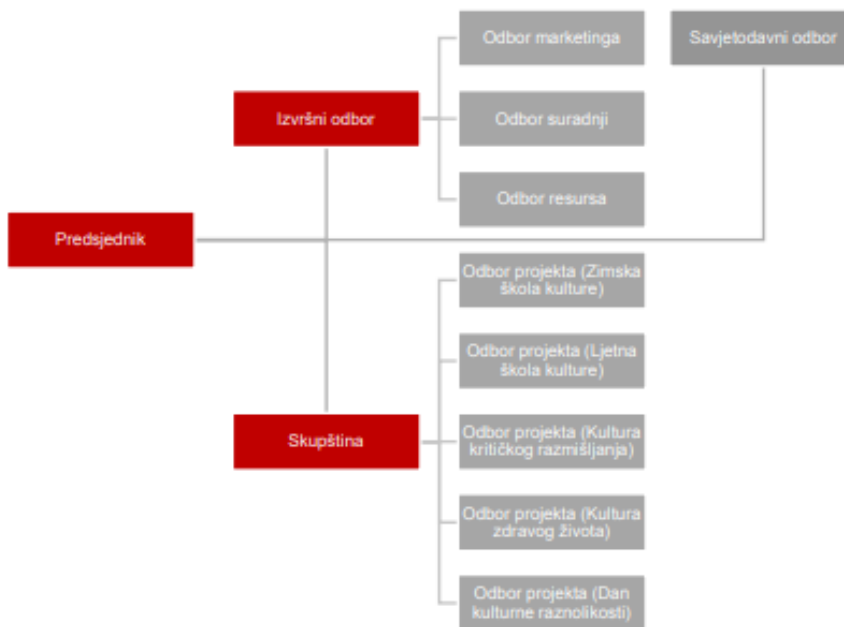 Odbor marketinga
Savjetodavni odbor
Izvršni odbor
Odbor suradnji
Odbor resursa
Predsjednik
Odbor projekta (Zimska
škola kulture)
Odbor projekta (Ljetna
škola kulture)
Skupština
Odbor projekta (Kultura
kritičkog razmišljanja)
Odbor projekta (Kultura
zdravog života)
Odbor projekta (Dan
kulturne raznolikosti)